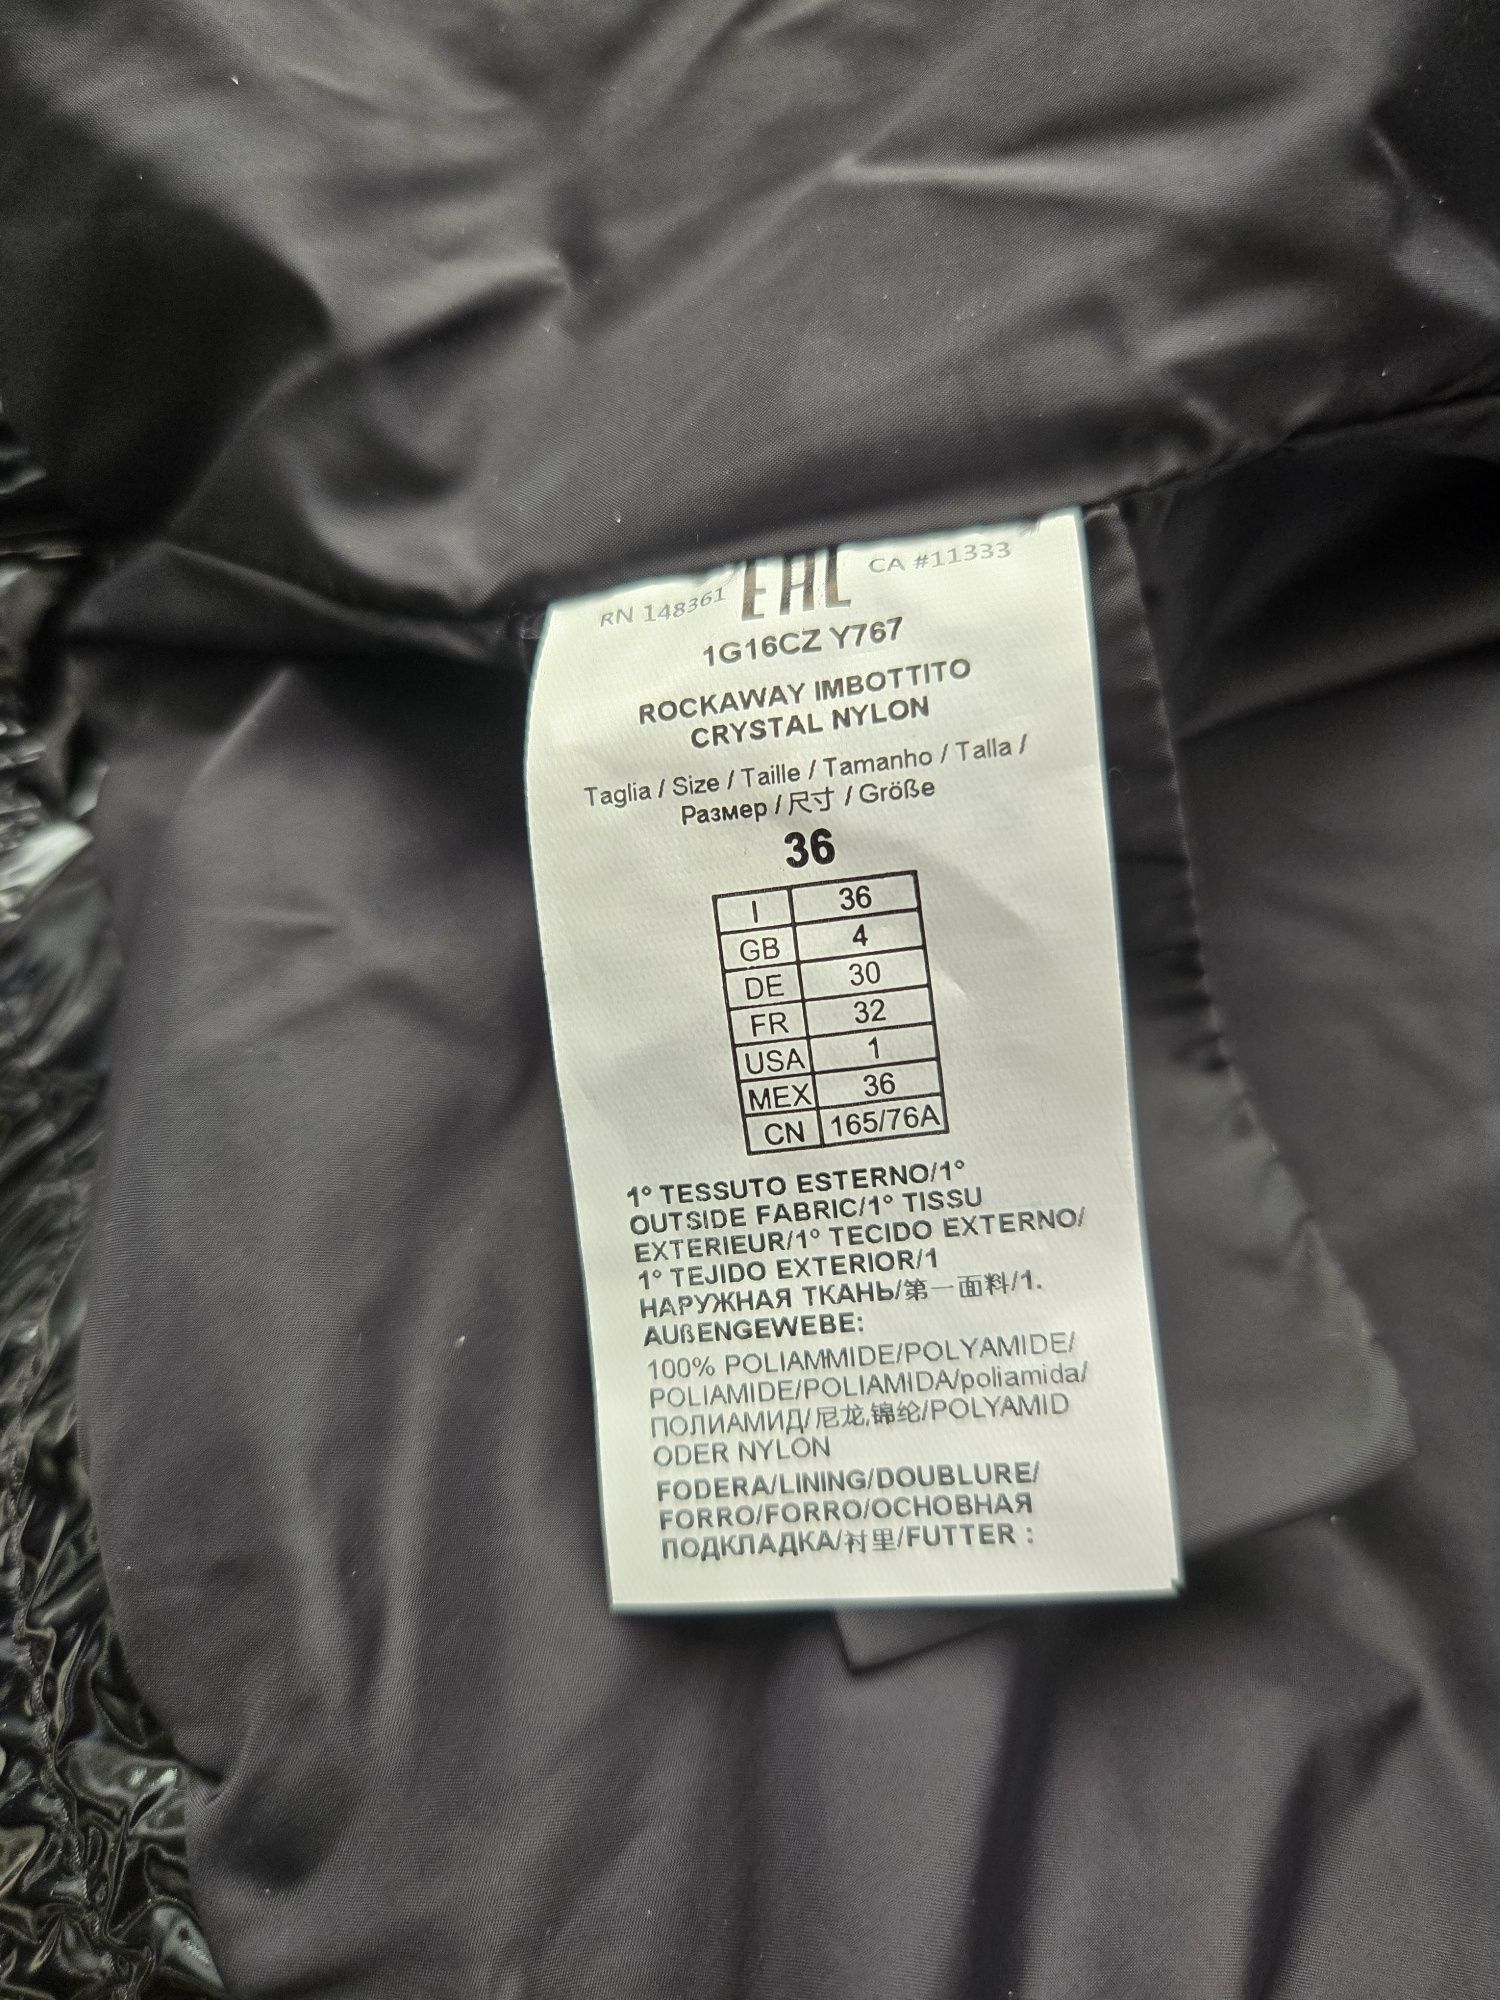 RN 148361 EAC CA #11333
1G16CZ Y767
ROCKAWAY IMBOTTITO
CRYSTAL NYLON
Taglia / Size / Taille / Tamanho / Talla /
Размер / 尺寸 / Größe
36
I 36
GB 4
DE 30
FR 32
USA 1
MEX 36
CN 165/76A
1° TESSUTO ESTERNO/1°
OUTSIDE FABRIC/1° TISSU
EXTERIEUR/1° TECIDO EXTERNO/
1° TEJIDO EXTERIOR/1
НАРУЖНАЯ ТКАНЬ/第一面料/1.
AUßENGEWEBE:
100% POLIAMMIDE/POLYAMIDE/
POLIAMIDE/POLIAMIDA/poliamida/
ПОЛИАМИД/尼龙,锦纶/POLYAMID
ODER NYLON
FODERA/LINING/DOUBLURE/
FORRO/FORRO/ОСНОВНАЯ
ПОДКЛАДКА/衬里/FUTTER :